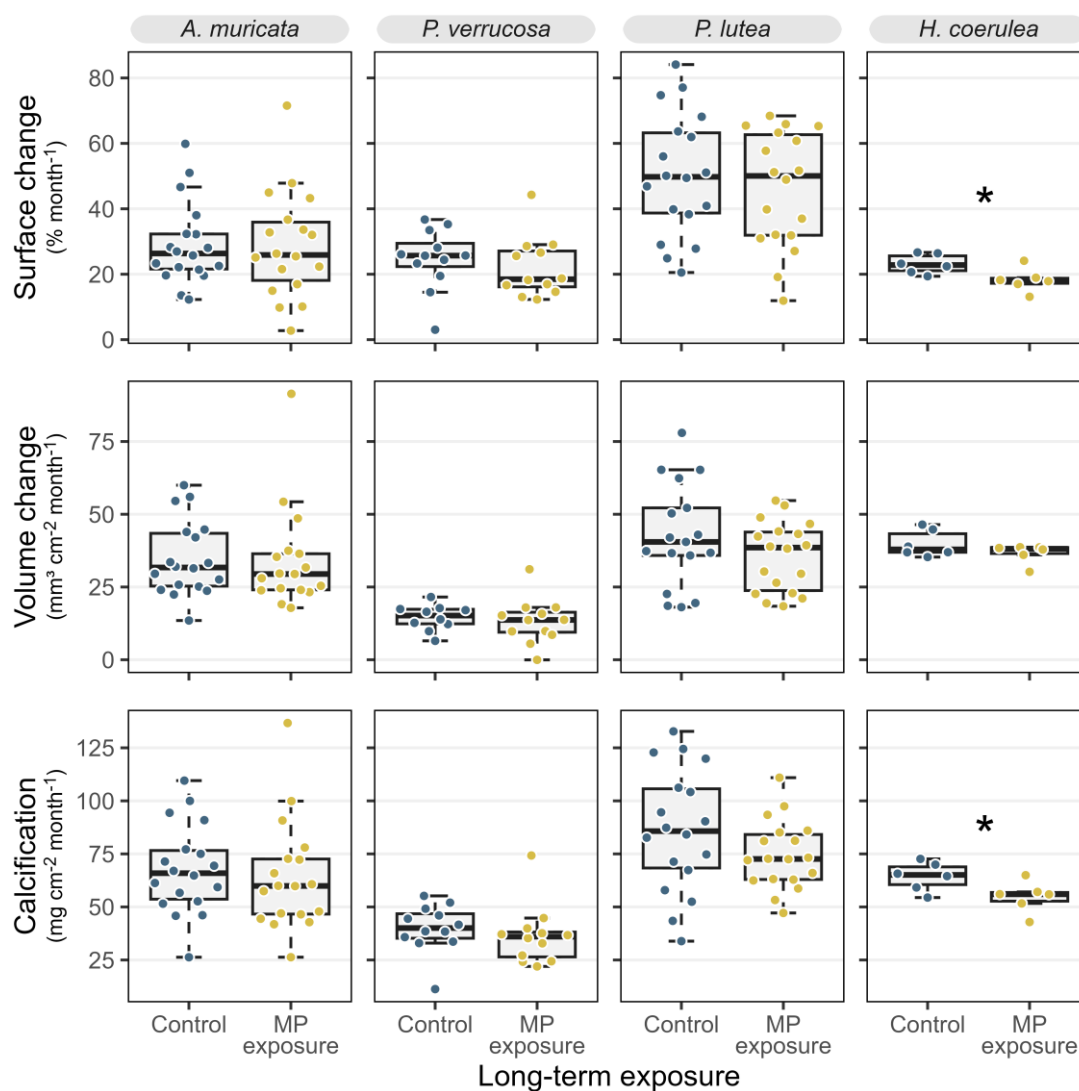 A. muricata P. verrucosa P. lutea H. coerulea
Surface change
(% month⁻¹)
80
60
40
20
0
*
Volume change
(mm³ cm⁻² month⁻¹)
75
50
25
0
Calcification
(mg cm⁻² month⁻¹)
125
100
75
50
25
*
Control MP Control MP Control MP Control MP
exposure exposure exposure exposure
Long-term exposure